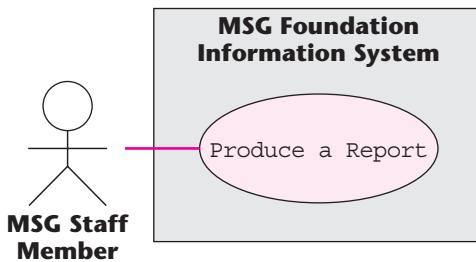 MSG Foundation
Information System
Produce a Report
MSG Staff
Member